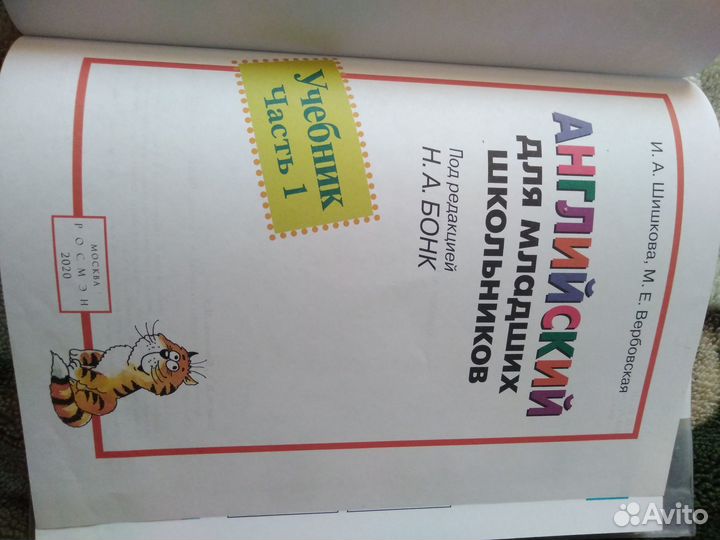 И. А. Шишкова, М. Е. Вербовская
АНГЛИЙСКИЙ
для младших
школьников
Под редакцией
Н. А. БОНК
Учебник
Часть 1
МОСКВА
РОСМЭН
2020
Avito